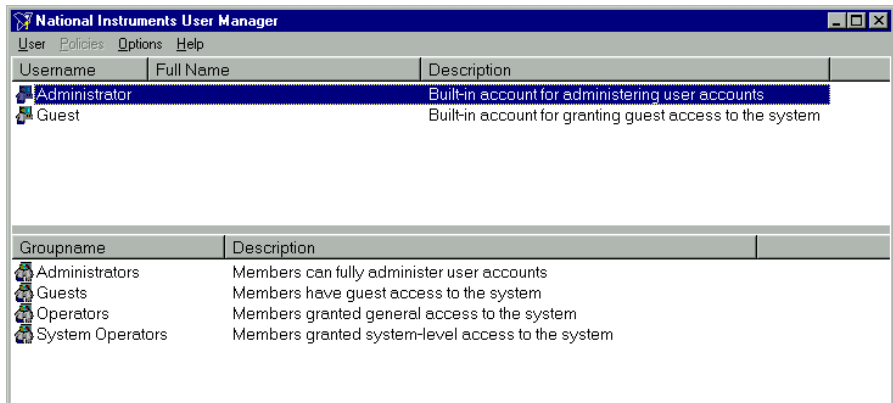 National Instruments User Manager
User Policies Options Help
Username Full Name Description
Administrator Built-in account for administering user accounts
Guest Built-in account for granting guest access to the system
Groupname Description
Administrators Members can fully administer user accounts
Guests Members have guest access to the system
Operators Members granted general access to the system
System Operators Members granted system-level access to the system